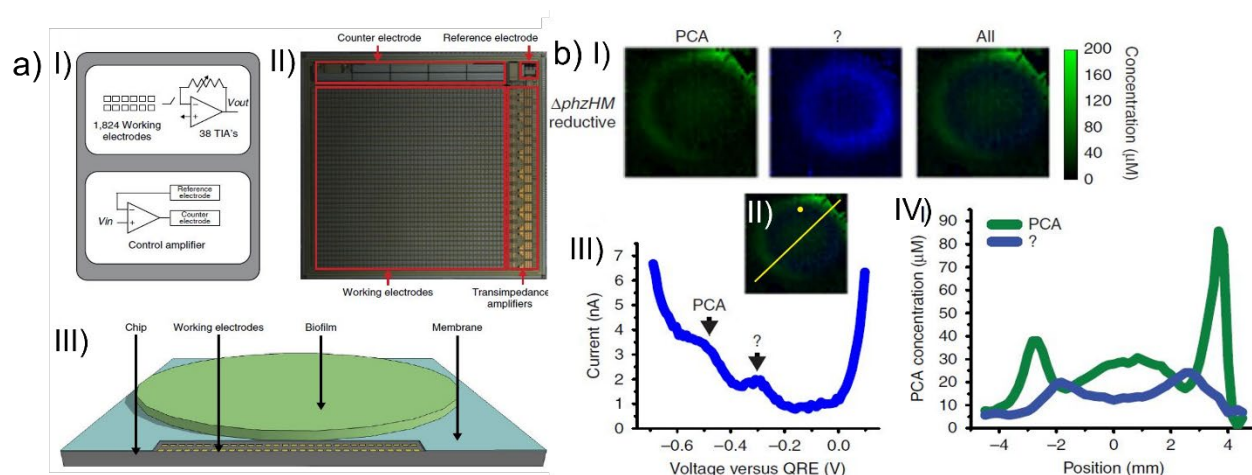 a) I)
1,824 Working
electrodes
Vout
38 TIA's
Vin
Reference
electrode
Counter
electrode
Control amplifier
II)
Counter electrode
Reference electrode
Working electrodes
Transimpedance
amplifiers
III)
Chip
Working electrodes
Biofilm
Membrane
b) I)
PCA
?
All
ΔphzHM
reductive
200
160
120
80
40
0
Concentration (µM)
II)
III)
7
6
5
4
3
2
1
0
Current (nA)
PCA
?
−0.6
−0.4
−0.2
0.0
Voltage versus QRE (V)
IV)
90
80
70
60
50
40
30
20
10
0
PCA concentration (µM)
PCA
?
−4
−2
0
2
4
Position (mm)